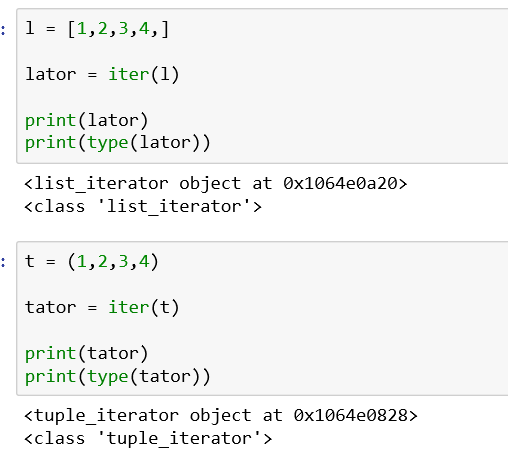 : l = [1,2,3,4,]
lator = iter(l)
print(lator)
print(type(lator))
<list_iterator object at 0x1064e0a20>
<class 'list_iterator'>
: t = (1,2,3,4)
tator = iter(t)
print(tator)
print(type(tator))
<tuple_iterator object at 0x1064e0828>
<class 'tuple_iterator'>